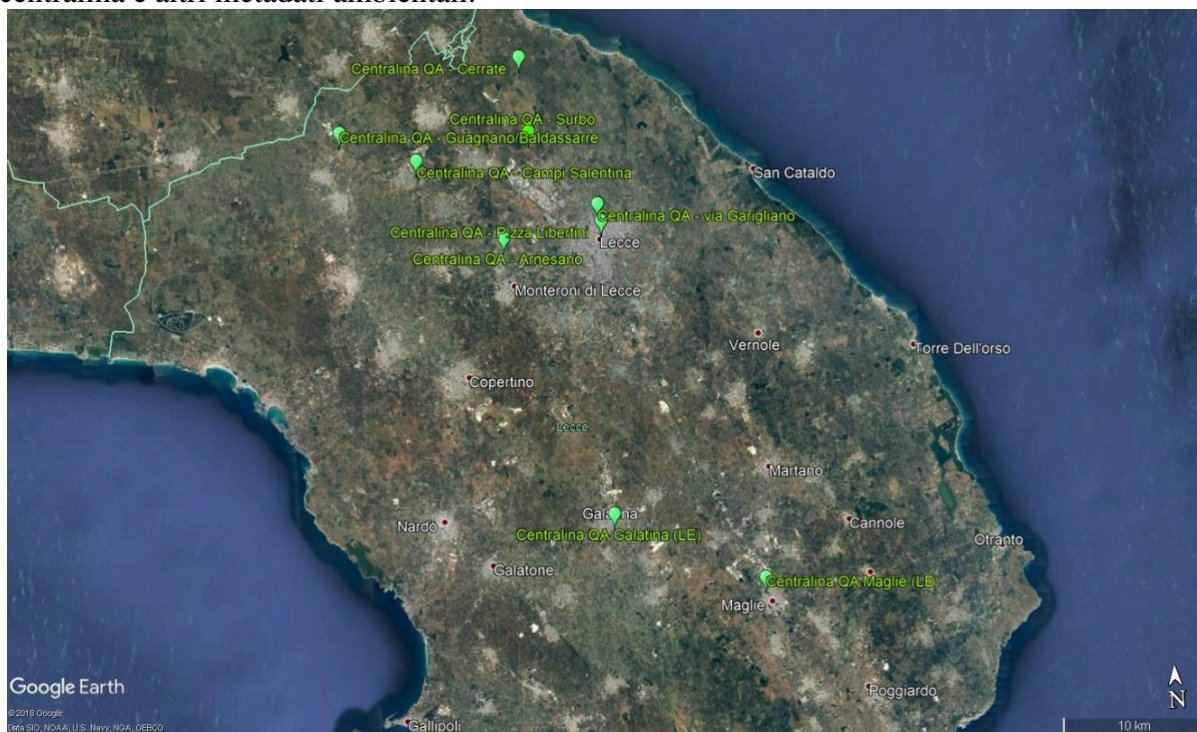 centralina e altri metadati ambientali.
Centralina QA - Cerrate
Centralina QA - Surbo
Centralina QA - Guagnano/Baldassarre
Centralina QA - Campi Salentina
San Cataldo
Centralina QA - via Garigliano
Centralina QA - P.zza Libertini
Lecce
Centralina QA - Arnesano
Monteroni di Lecce
Vernole
Torre Dell'orso
Copertino
Lecce
Martano
Galatina
Nardò
Cannole
Centralina QA Galatina (LE)
Otranto
Galatone
Centralina QA Maglie (LE)
Maglie
Google Earth
Poggiardo
N
© 2018 Google
Gallipoli
Data SIO, NOAA, U.S. Navy, NGA, GEBCO
10 km